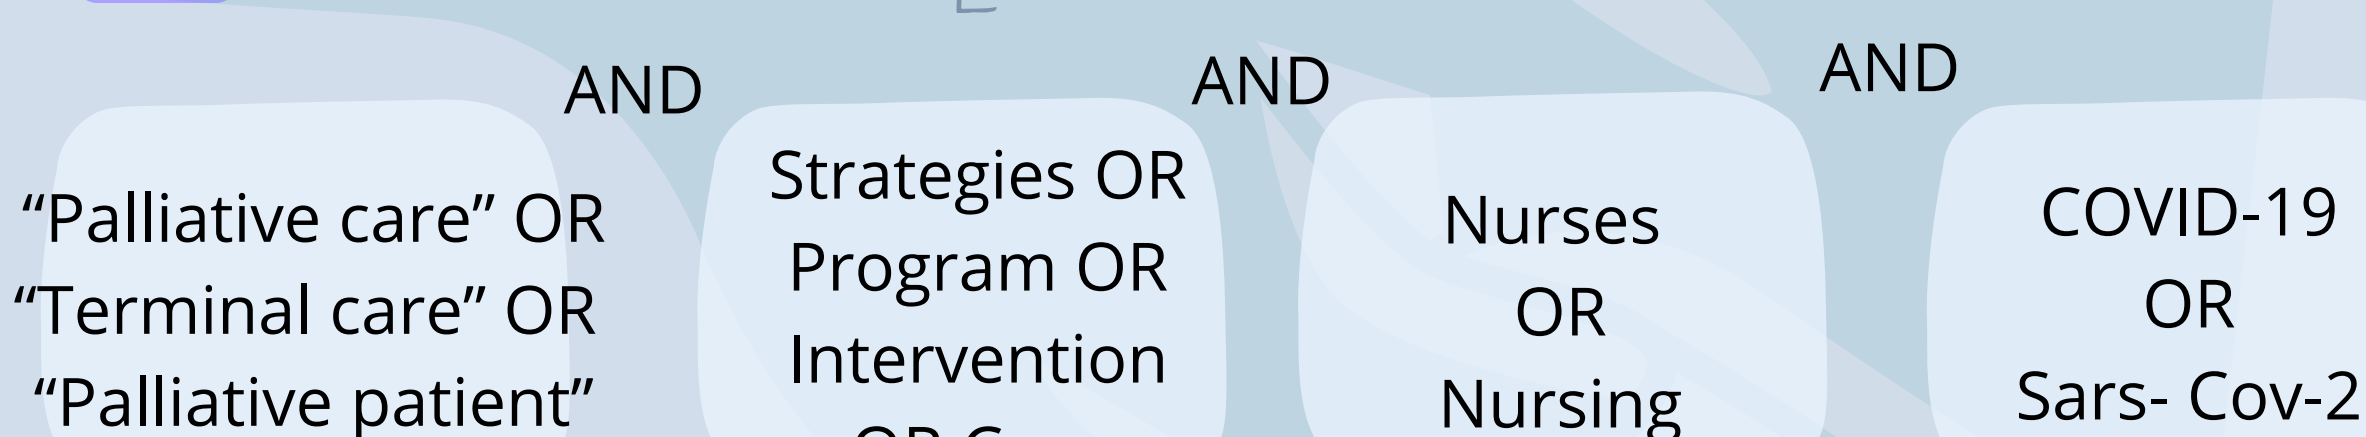 AND
AND
AND
“Palliative care” OR
“Terminal care” OR
“Palliative patient”
Strategies OR
Program OR
Intervention
OR
Nurses
OR
Nursing
COVID-19
OR
Sars- Cov-2